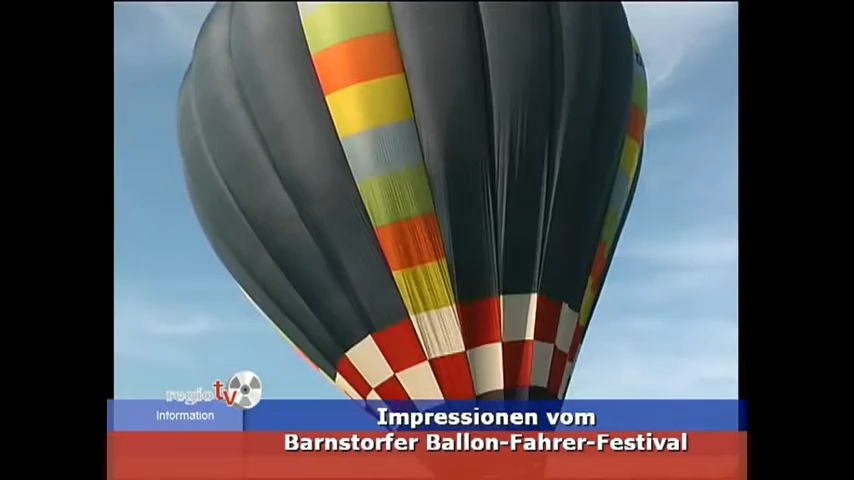 regio tv
Information
Impressionen vom
Barnstorfer Ballon-Fahrer-Festival